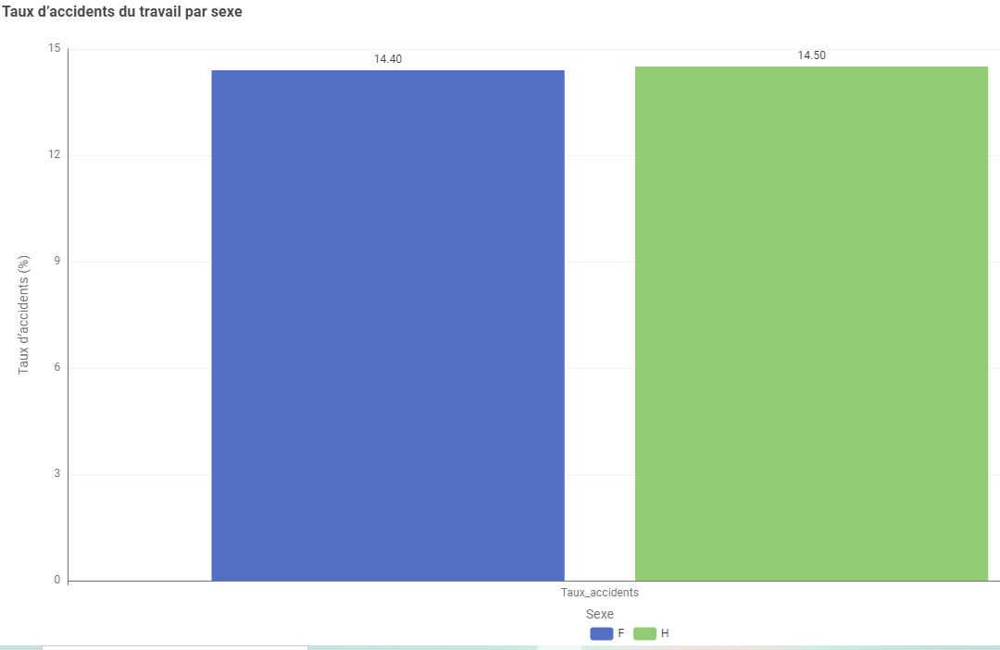 Taux d’accidents du travail par sexe
15
14.40
14.50
12
9
6
3
0
Taux d'accidents (%)
Taux_accidents
Sexe
F
H